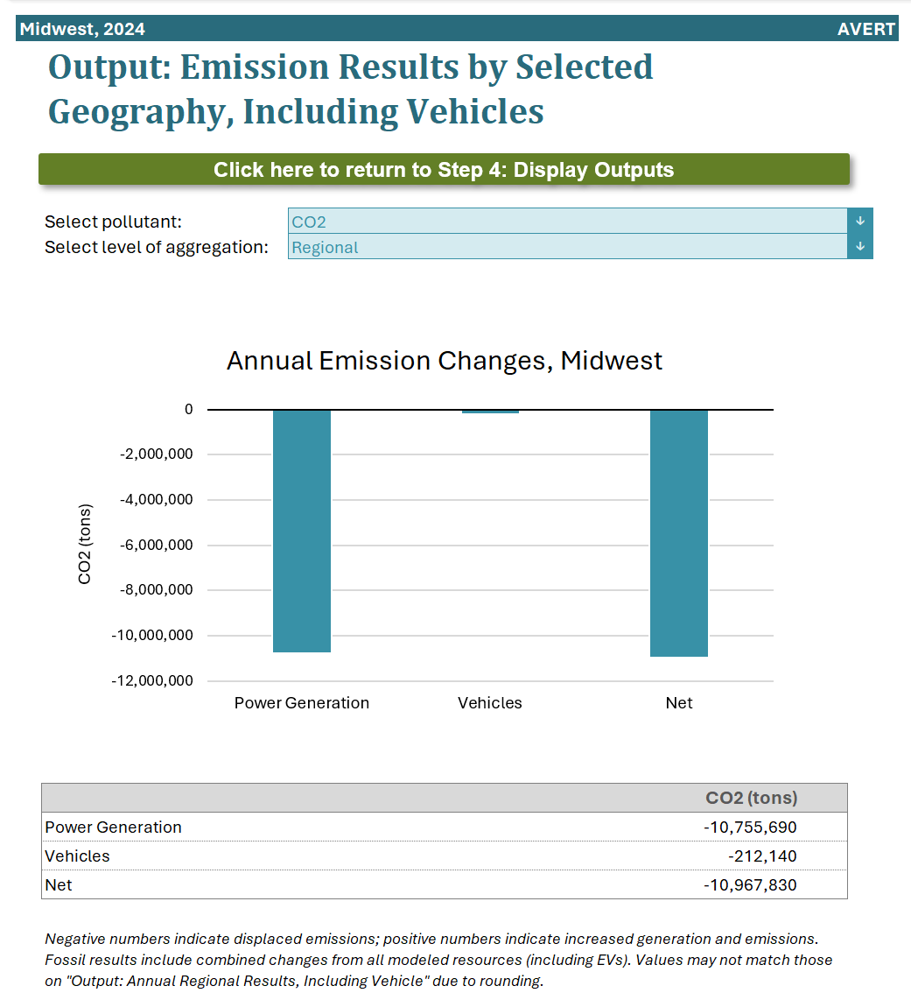 Midwest, 2024 AVERT
Output: Emission Results by Selected
Geography, Including Vehicles
Click here to return to Step 4: Display Outputs
Select pollutant: CO2 ↓
Select level of aggregation: Regional ↓
Annual Emission Changes, Midwest
CO2 (tons)
0
-2,000,000
-4,000,000
-6,000,000
-8,000,000
-10,000,000
-12,000,000
Power Generation Vehicles Net
CO2 (tons)
Power Generation -10,755,690
Vehicles -212,140
Net -10,967,830
Negative numbers indicate displaced emissions; positive numbers indicate increased generation and emissions.
Fossil results include combined changes from all modeled resources (including EVs). Values may not match those
on "Output: Annual Regional Results, Including Vehicle" due to rounding.